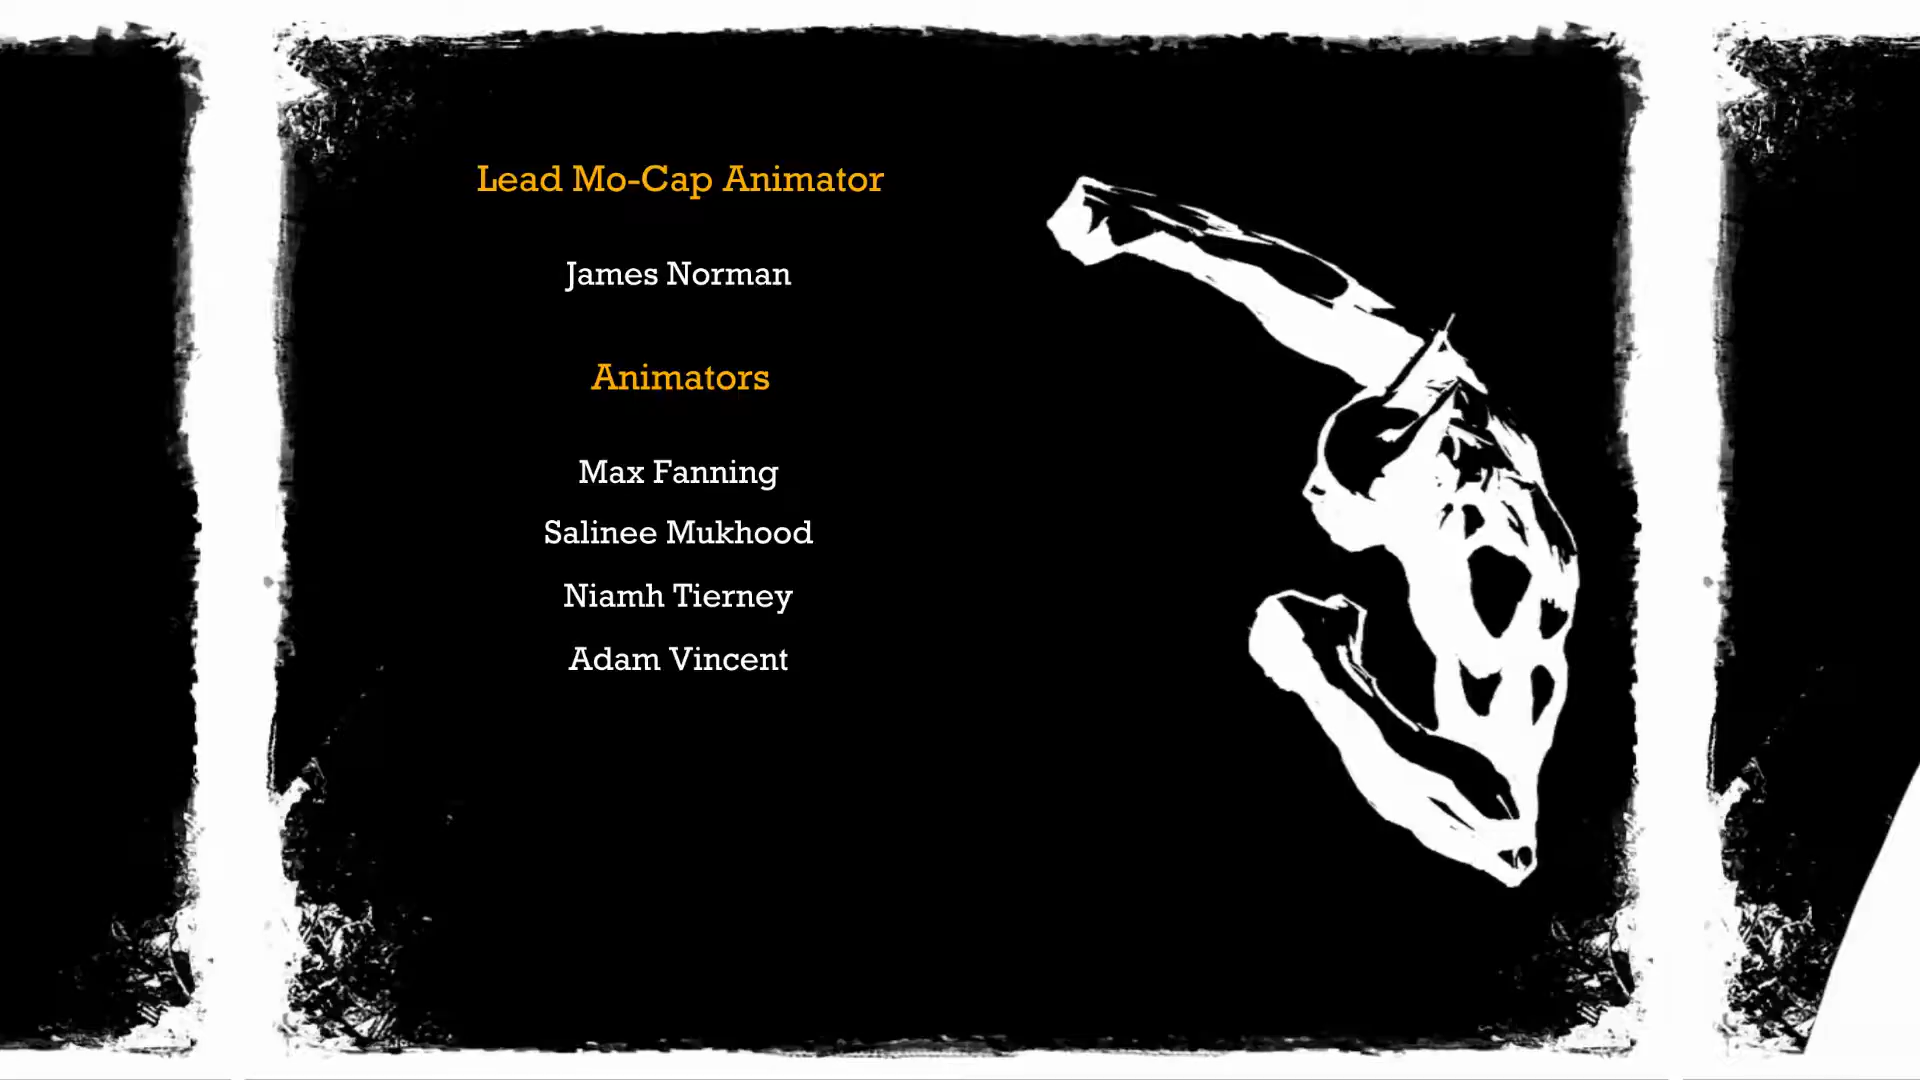 Lead Mo-Cap Animator
James Norman
Animators
Max Fanning
Salinee Mukhood
Niamh Tierney
Adam Vincent